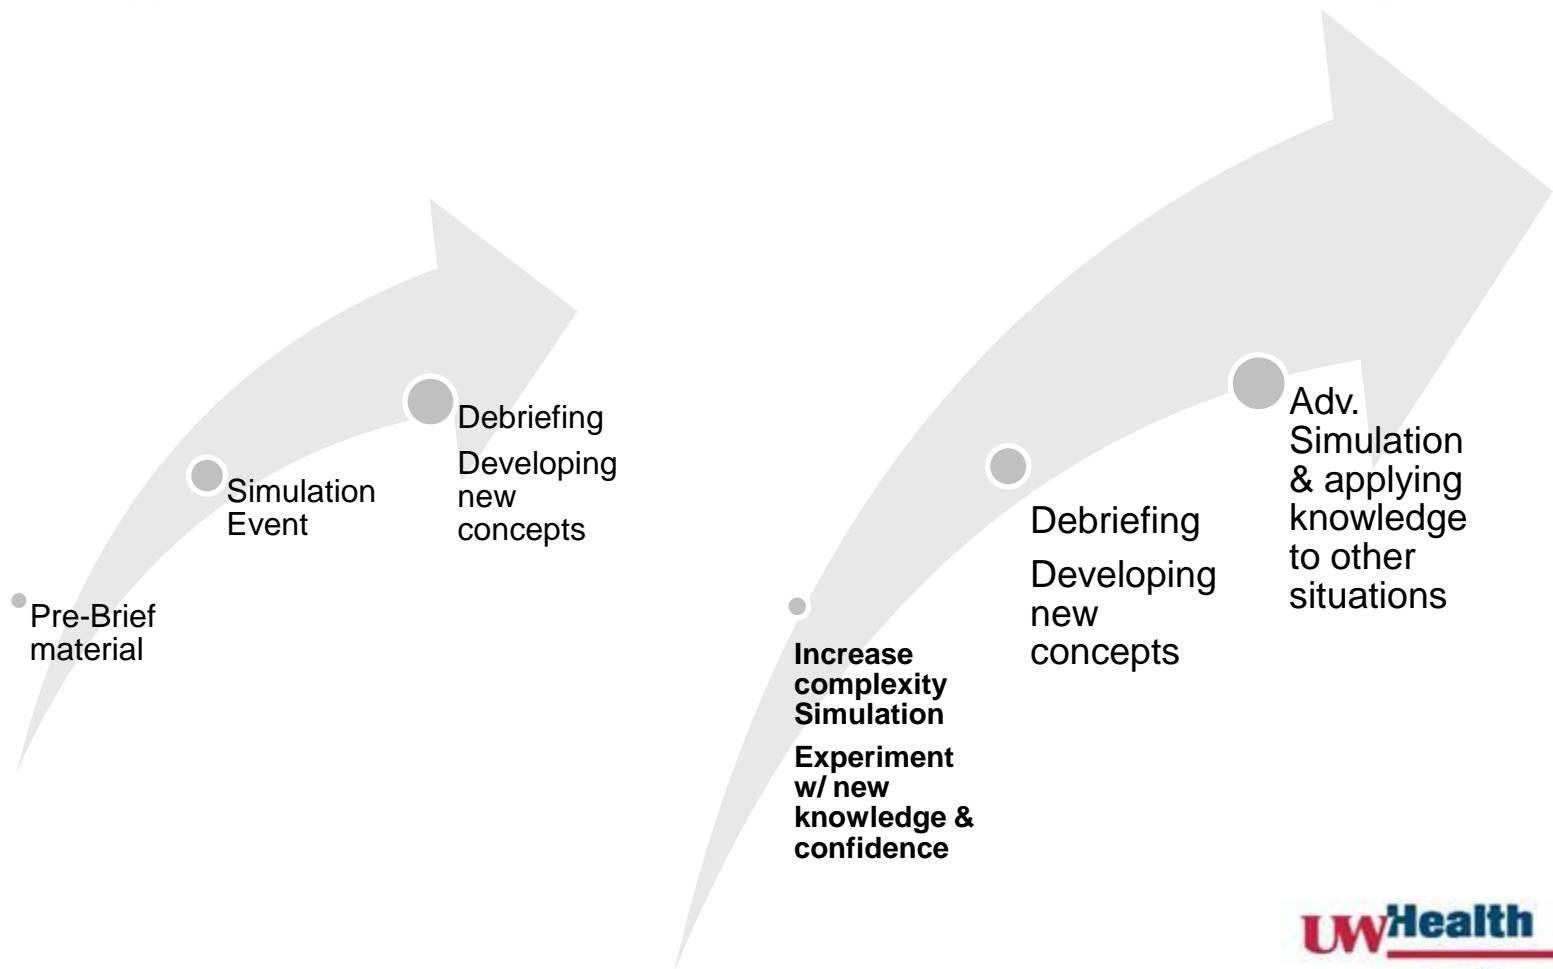 Pre-Brief
material
Simulation
Event
Debriefing
Developing
new
concepts
Increase
complexity
Simulation
Experiment
w/ new
knowledge &
confidence
Debriefing
Developing
new
concepts
Adv.
Simulation
& applying
knowledge
to other
situations
UWHealth